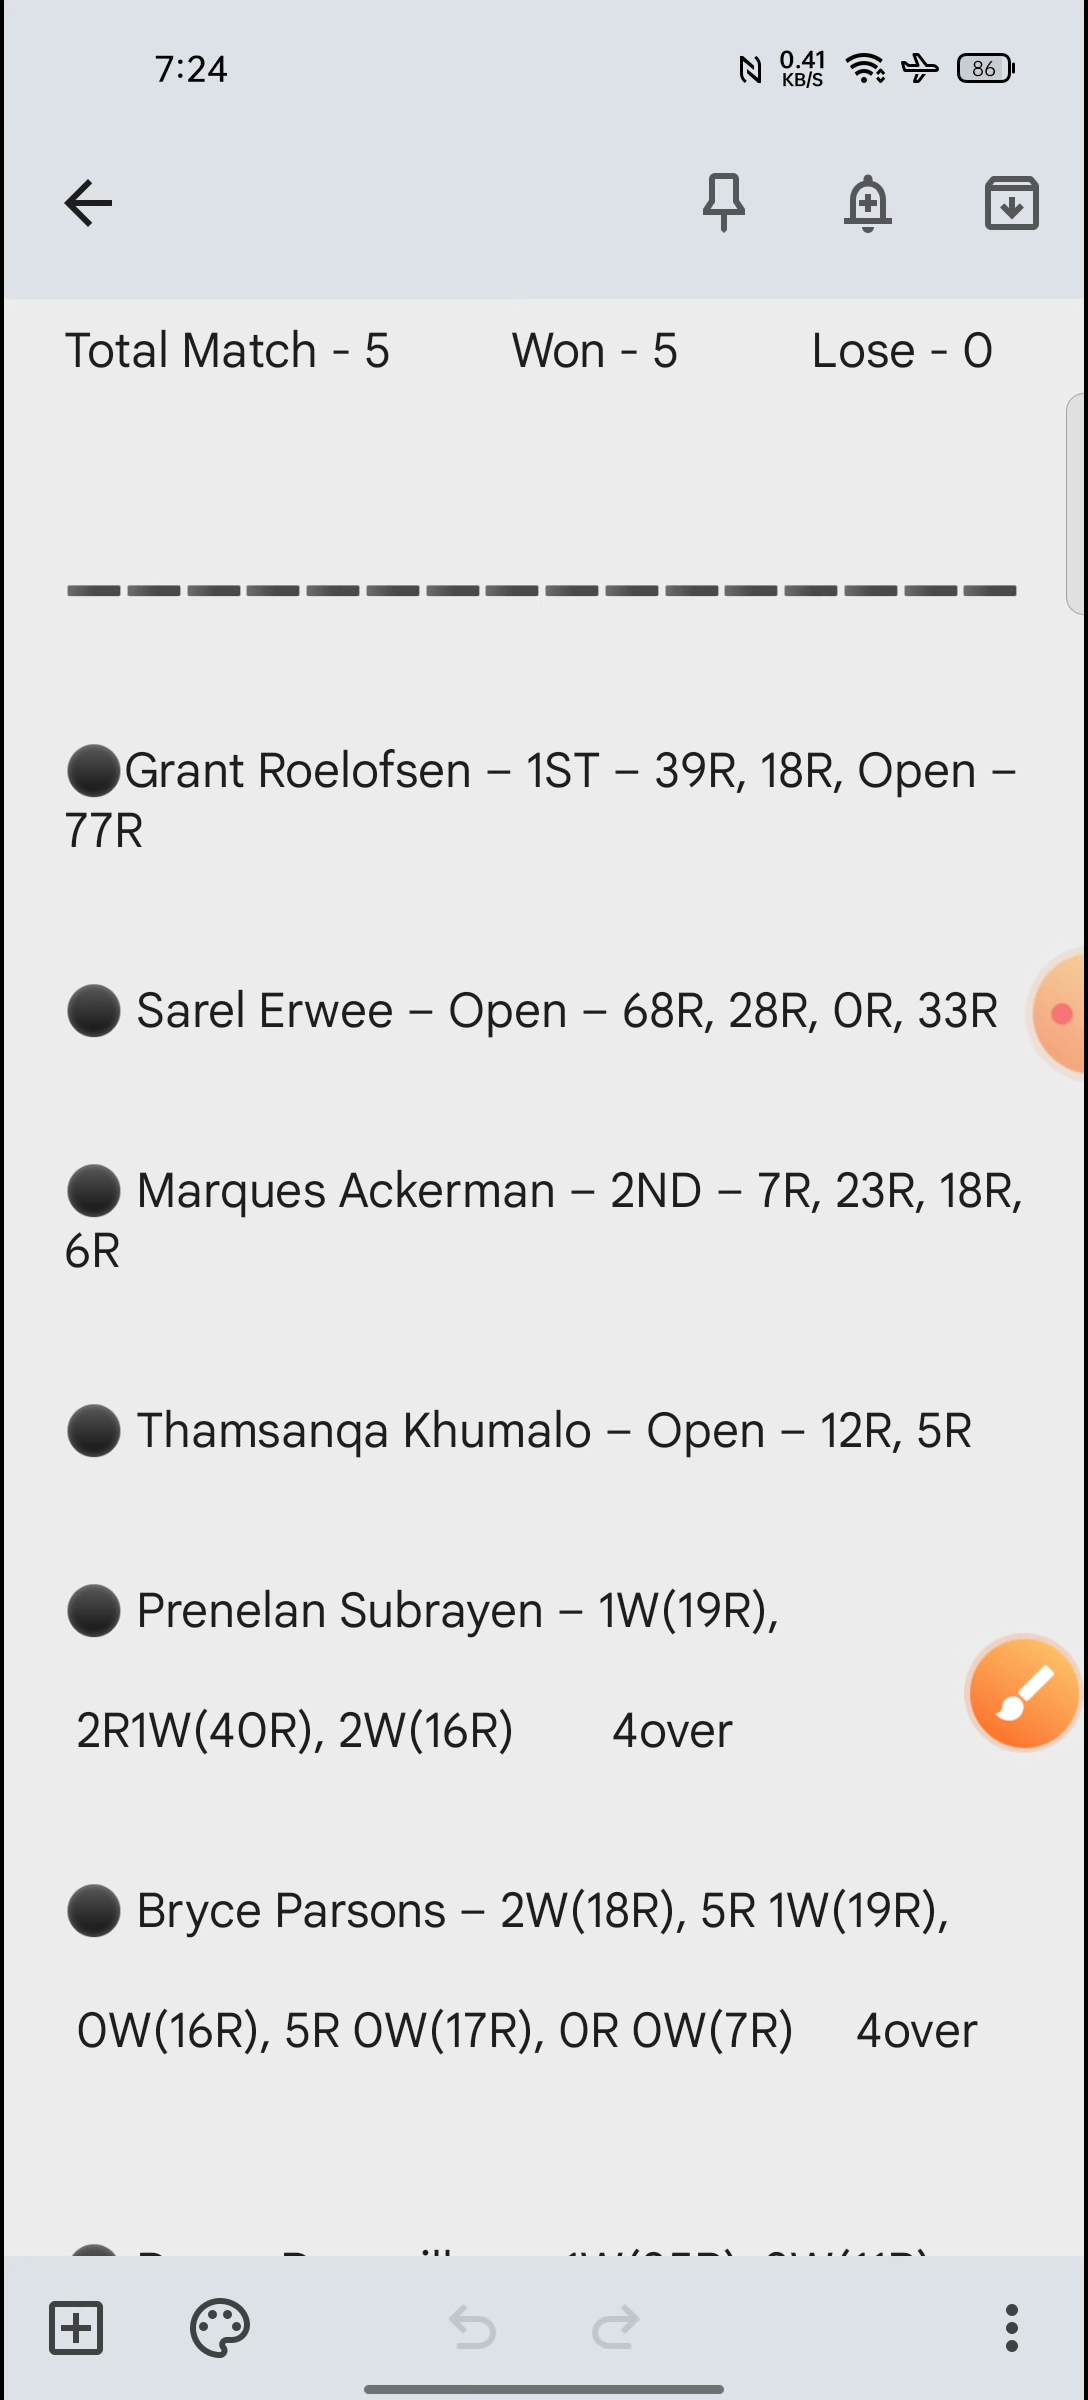 7:24
0.41
KB/S
86
Total Match - 5 Won - 5 Lose - 0
Grant Roelofsen – 1ST – 39R, 18R, Open –
77R
Sarel Erwee – Open – 68R, 28R, 0R, 33R
Marques Ackerman – 2ND – 7R, 23R, 18R,
6R
Thamsanqa Khumalo – Open – 12R, 5R
Prenelan Subrayen – 1W(19R),
2R1W(40R), 2W(16R) 4over
Bryce Parsons – 2W(18R), 5R 1W(19R),
0W(16R), 5R 0W(17R), 0R 0W(7R) 4over